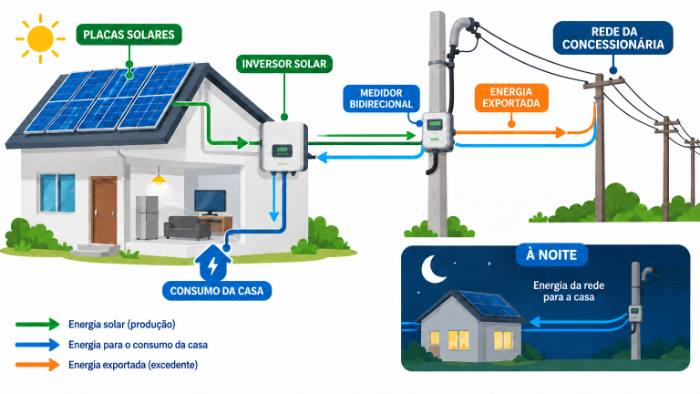 PLACAS SOLARES
INVERSOR SOLAR
MEDIDOR
BIDIRECIONAL
ENERGIA
EXPORTADA
REDE DA
CONCESSIONÁRIA
CONSUMO DA CASA
Energia solar (produção)
Energia para o consumo da casa
Energia exportada (excedente)
À NOITE
Energia da rede
para a casa